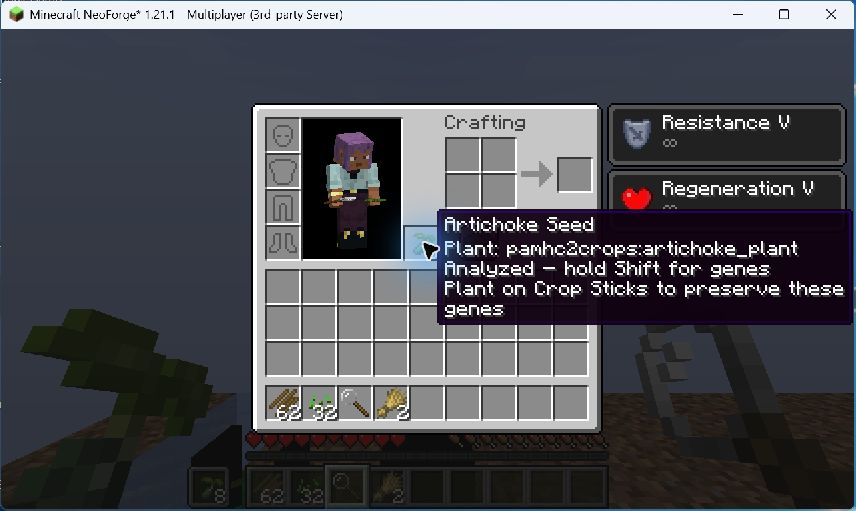 Minecraft NeoForge* 1.21.1 - Multiplayer (3rd-party Server)
Crafting
Resistance V
∞
Regeneration V
∞
Artichoke Seed
Plant: pamhc2crops:artichoke_plant
Analyzed – hold Shift for genes
Plant on Crop Sticks to preserve these
genes
62 32 2
8 62 32 2